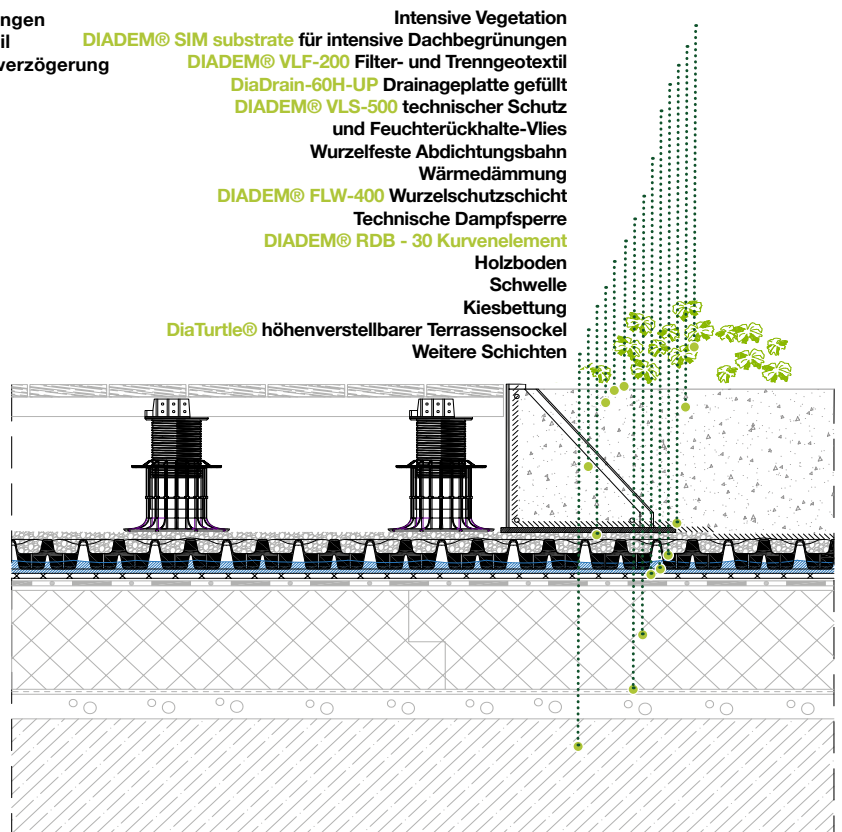 ngen
il
verzögerung
Intensive Vegetation
DIADEM® SIM substrate für intensive Dachbegrünungen
DIADEM® VLF-200 Filter- und Trenngeotextil
DiaDrain-60H-UP Drainageplatte gefüllt
DIADEM® VLS-500 technischer Schutz
und Feuchterückhalte-Vlies
Wurzelfeste Abdichtungsbahn
Wärmedämmung
DIADEM® FLW-400 Wurzelschutzschicht
Technische Dampfsperre
DIADEM® RDB - 30 Kurvenelement
Holzboden
Schwelle
Kiesbettung
DiaTurtle® höhenverstellbarer Terrassensockel
Weitere Schichten